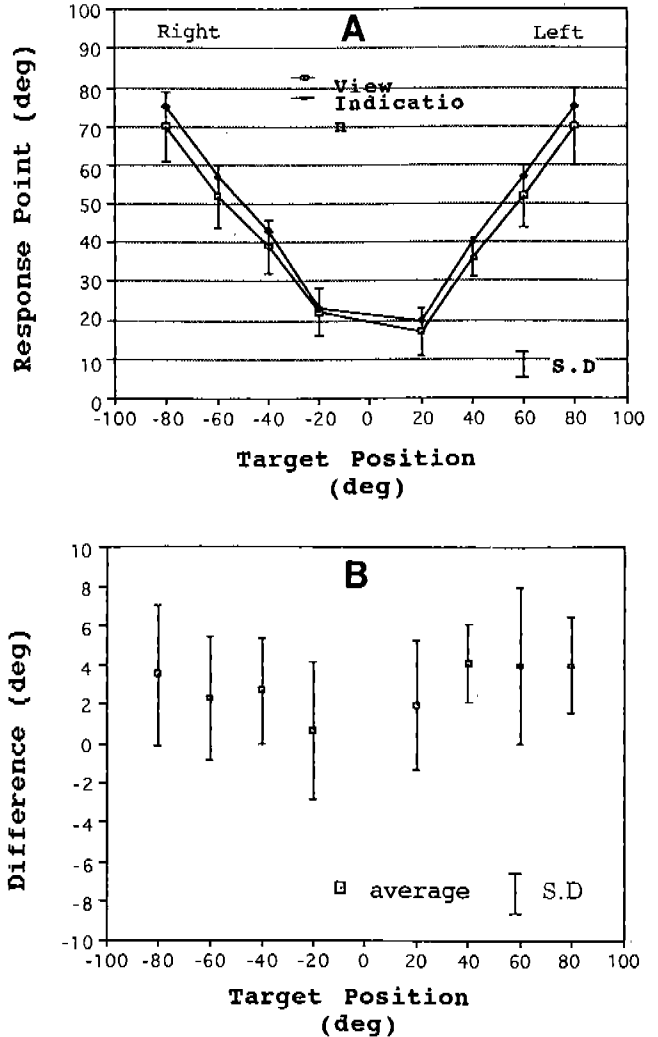 A
Right
Left
View
Indicatio
n
S.D
Response Point (deg)
100
90
80
70
60
50
40
30
20
10
0
-100 -80 -60 -40 -20 0 20 40 60 80 100
Target Position
(deg)
B
Difference (deg)
10
8
6
4
2
0
-2
-4
-6
-8
-10
average
S.D
-100 -80 -60 -40 -20 0 20 40 60 80 100
Target Position
(deg)